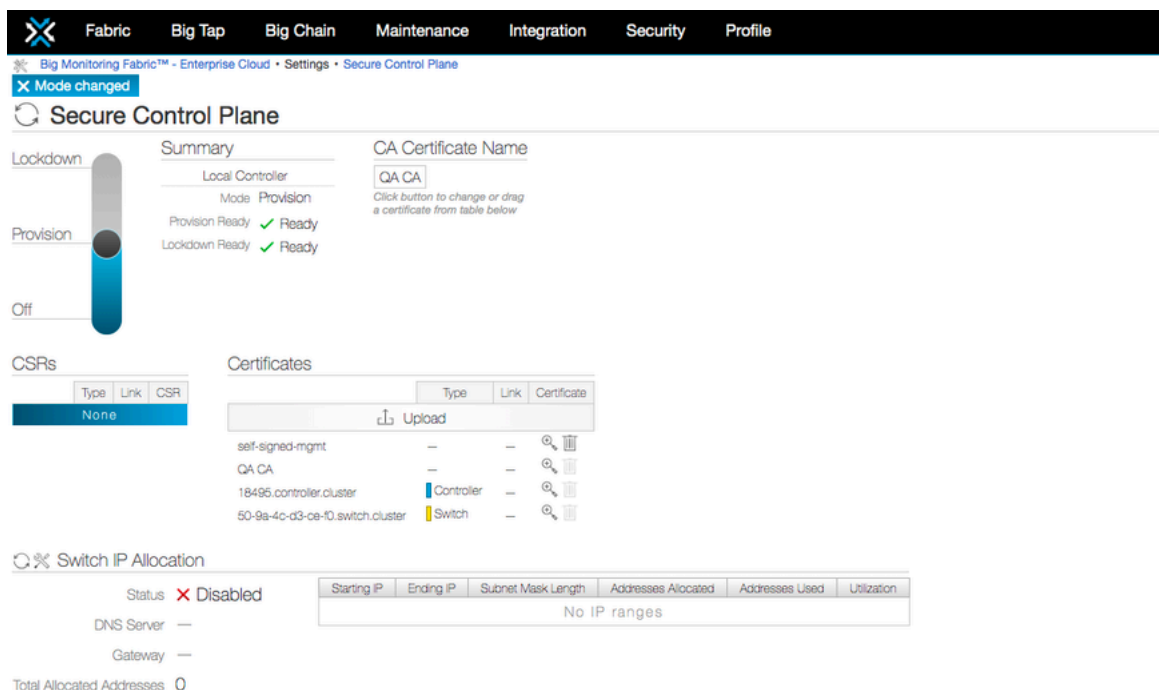 Fabric Big Tap Big Chain Maintenance Integration Security Profile
Big Monitoring Fabric™ - Enterprise Cloud • Settings • Secure Control Plane
X Mode changed
Secure Control Plane
Lockdown
Provision
Off
Summary
Local Controller
Mode Provision
Provision Ready ✓ Ready
Lockdown Ready ✓ Ready
CA Certificate Name
QA CA
Click button to change or drag
a certificate from table below
CSRs
Type Link CSR
None
Certificates
Type Link Certificate
Upload
self-signed-mgmt — —
QA CA — —
18495.controller.cluster Controller —
50-9a-4c-d3-ce-f0.switch.cluster Switch —
Switch IP Allocation
Status X Disabled
DNS Server —
Gateway —
Total Allocated Addresses 0
Starting IP Ending IP Subnet Mask Length Addresses Allocated Addresses Used Utilization
No IP ranges